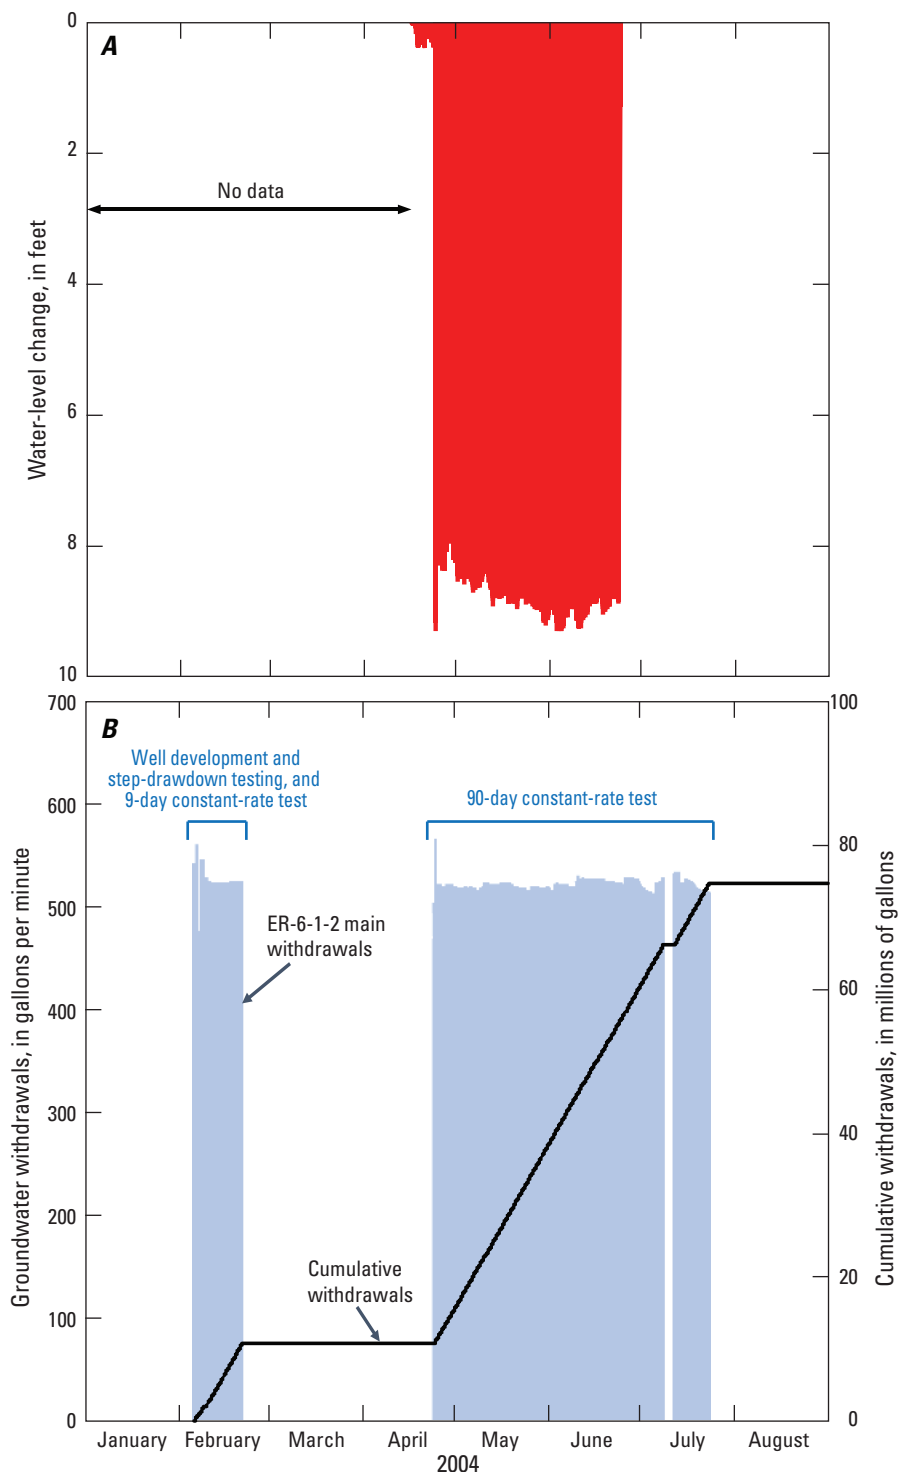 A
0
2
4
6
8
10
Water-level change, in feet
No data
B
700
600
500
400
300
200
100
0
Groundwater withdrawals, in gallons per minute
100
80
60
40
20
0
Cumulative withdrawals, in millions of gallons
Well development and
step-drawdown testing, and
9-day constant-rate test
90-day constant-rate test
ER-6-1-2 main
withdrawals
Cumulative
withdrawals
January February March April May June July August
2004